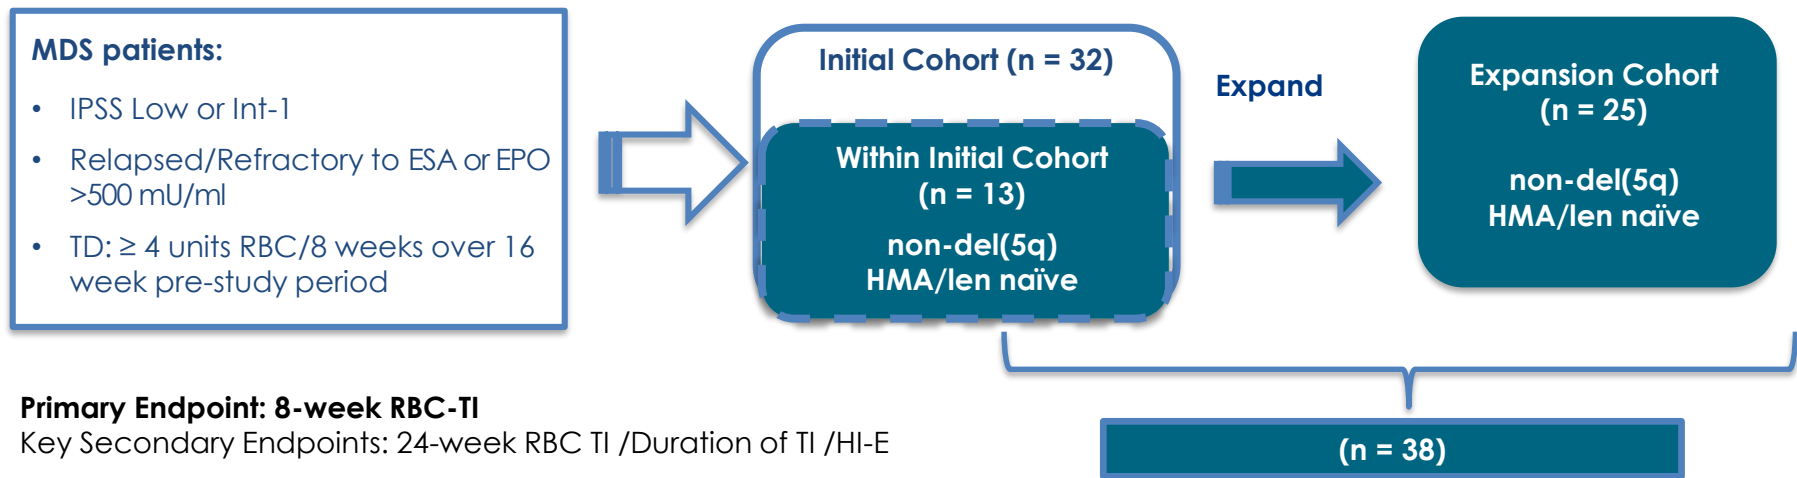 MDS patients:
• IPSS Low or Int-1
• Relapsed/Refractory to ESA or EPO
>500 mU/ml
• TD: ≥ 4 units RBC/8 weeks over 16
week pre-study period
Initial Cohort (n = 32)
Within Initial Cohort
(n = 13)
non-del(5q)
HMA/len naïve
Expand
Expansion Cohort
(n = 25)
non-del(5q)
HMA/len naïve
Primary Endpoint: 8-week RBC-TI
Key Secondary Endpoints: 24-week RBC TI /Duration of TI /HI-E
(n = 38)